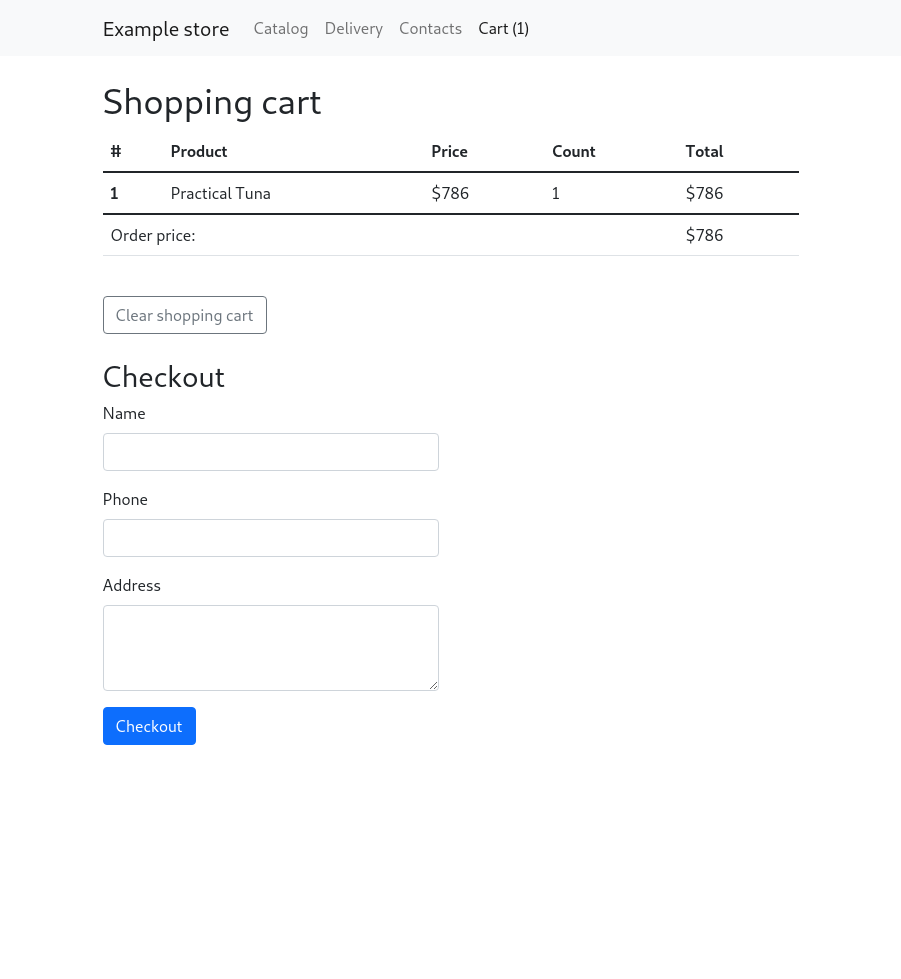 Example store Catalog Delivery Contacts Cart (1)
Shopping cart
# Product Price Count Total
1 Practical Tuna $786 1 $786
Order price: $786
Clear shopping cart
Checkout
Name
Phone
Address
Checkout